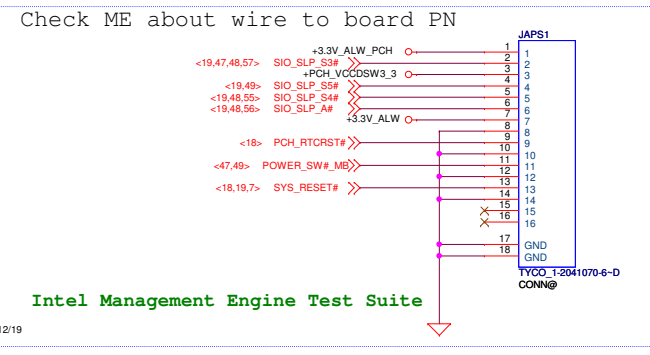 Check ME about wire to board PN
JAPS1
+3.3V_ALW_PCH 1 1
<19,47,48,57> SIO_SLP_S3# 2 2
+PCH_VCCDSW3_3 3 3
<19,49> SIO_SLP_S5# 4 4
<19,48,55> SIO_SLP_S4# 5 5
<19,48,56> SIO_SLP_A# 6 6
+3.3V_ALW 7 7
8 8
<18> PCH_RTCRST# 9 9
10 10
<47,49> POWER_SW#_MB 11 11
12 12
<18,19,7> SYS_RESET# 13 13
14 14
15 15
16 16
17 GND
18 GND
TYCO_1-2041070-6~D
CONN@
Intel Management Engine Test Suite
12/19